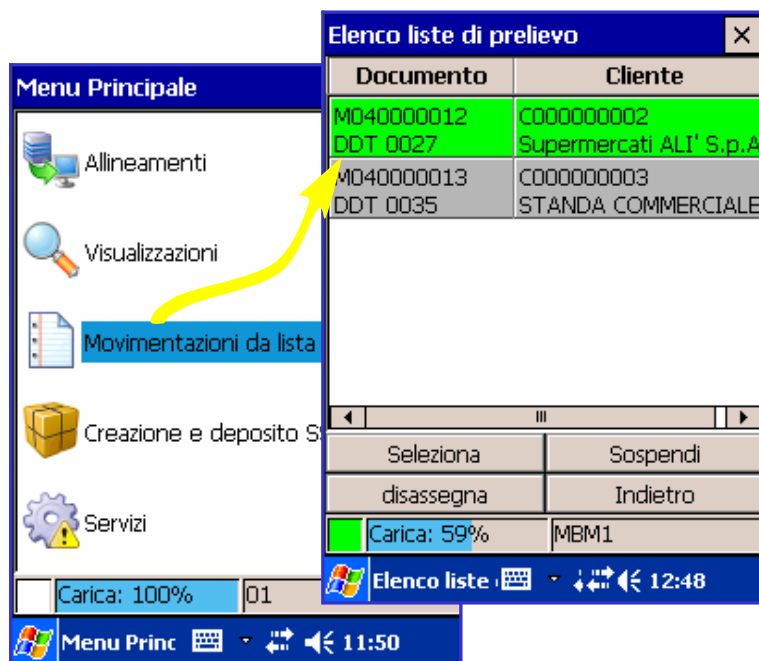 Menu Principale
Allineamenti
Visualizzazioni
Movimentazioni da lista
Creazione e deposito
Servizi
Carica: 100% 01
Menu Princ 11:50
Elenco liste di prelievo
Documento Cliente
M040000012 C000000002
DDT 0027 Supermercati ALI' S.p.A
M040000013 C000000003
DDT 0035 STANDA COMMERCIALE
Seleziona Sospendi
disassegna Indietro
Carica: 59% MBM1
Elenco liste 12:48